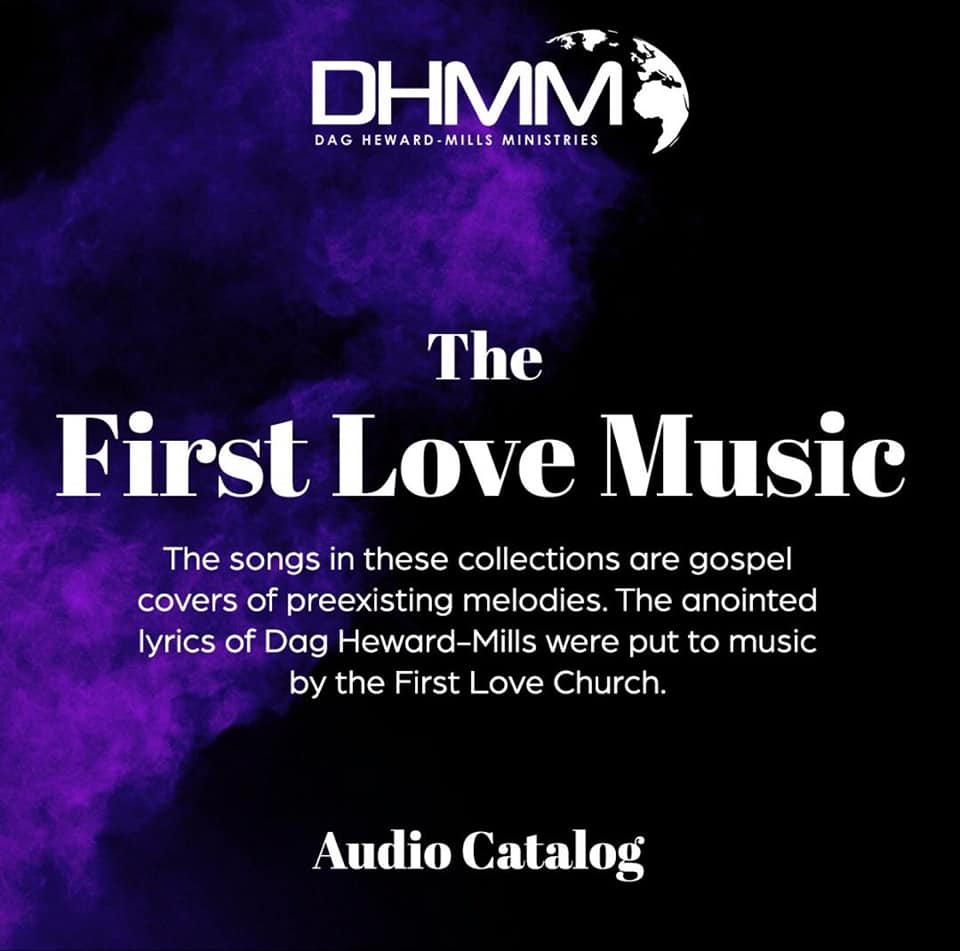 DHMM
DAG HEWARD-MILLS MINISTRIES
The
First Love Music
The songs in these collections are gospel
covers of preexisting melodies. The anointed
lyrics of Dag Heward-Mills were put to music
by the First Love Church.
Audio Catalog